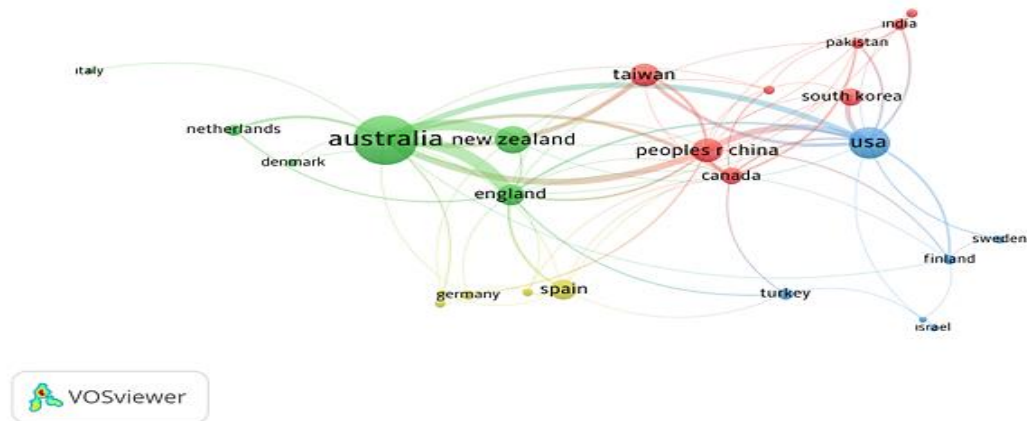 india
pakistan
italy
taiwan
south korea
netherlands
australia
new zealand
usa
peoples r china
denmark
canada
england
sweden
finland
germany
spain
turkey
israel
VOSviewer